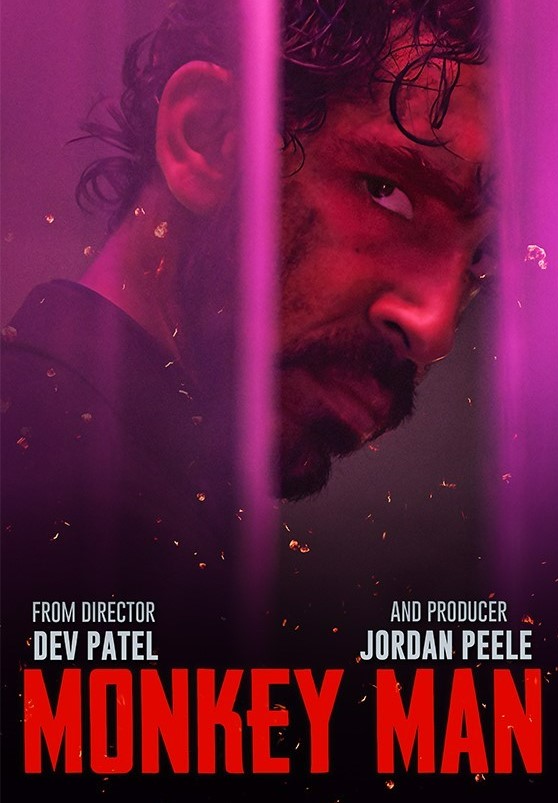 FROM DIRECTOR
DEV PATEL
AND PRODUCER
JORDAN PEELE
MONKEY MAN